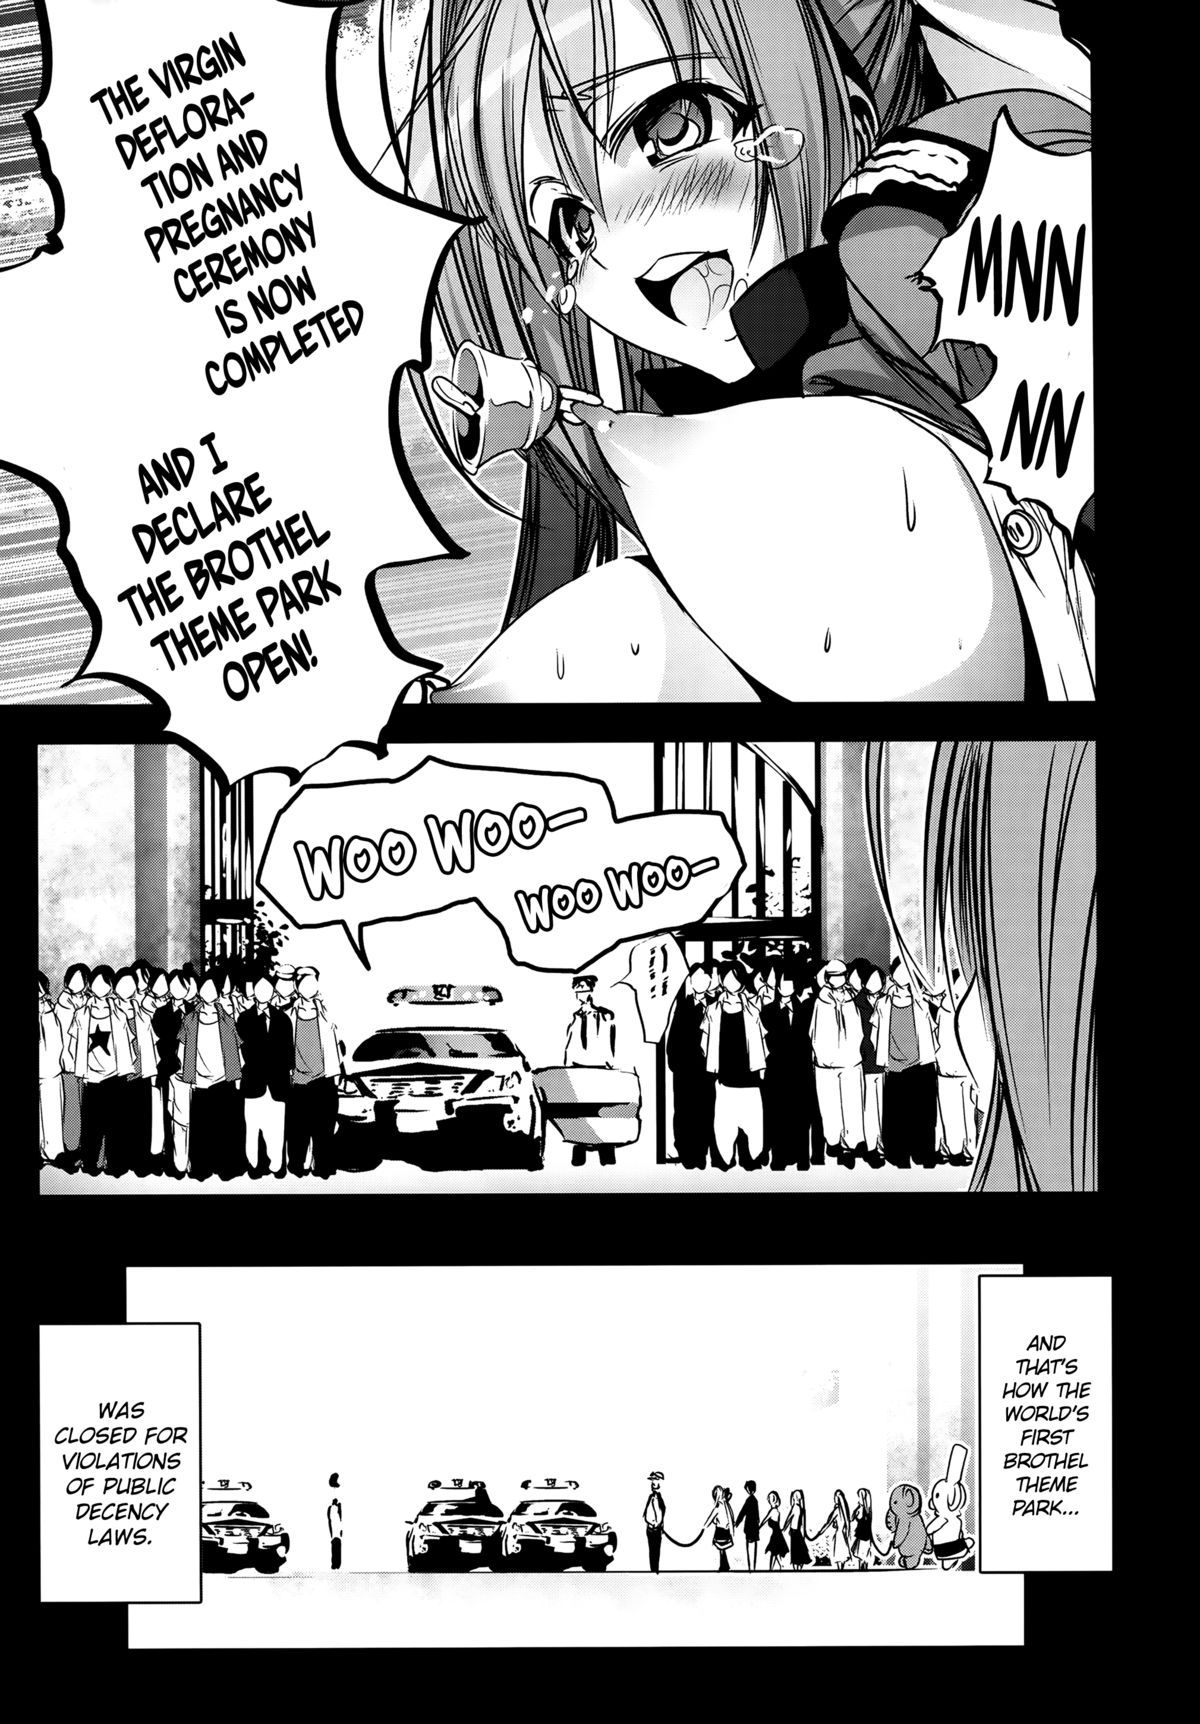 THE VIRGIN
DEFLORA-
TION AND
PREGNANCY
CEREMONY
IS NOW
COMPLETED
AND I
DECLARE
THE BROTHEL
THEME PARK
OPEN!
MNN
NN
WOO WOO-
WOO WOO-
AND
THAT'S
HOW THE
WORLD'S
FIRST
BROTHEL
THEME
PARK...
WAS
CLOSED FOR
VIOLATIONS
OF PUBLIC
DECENCY
LAWS.